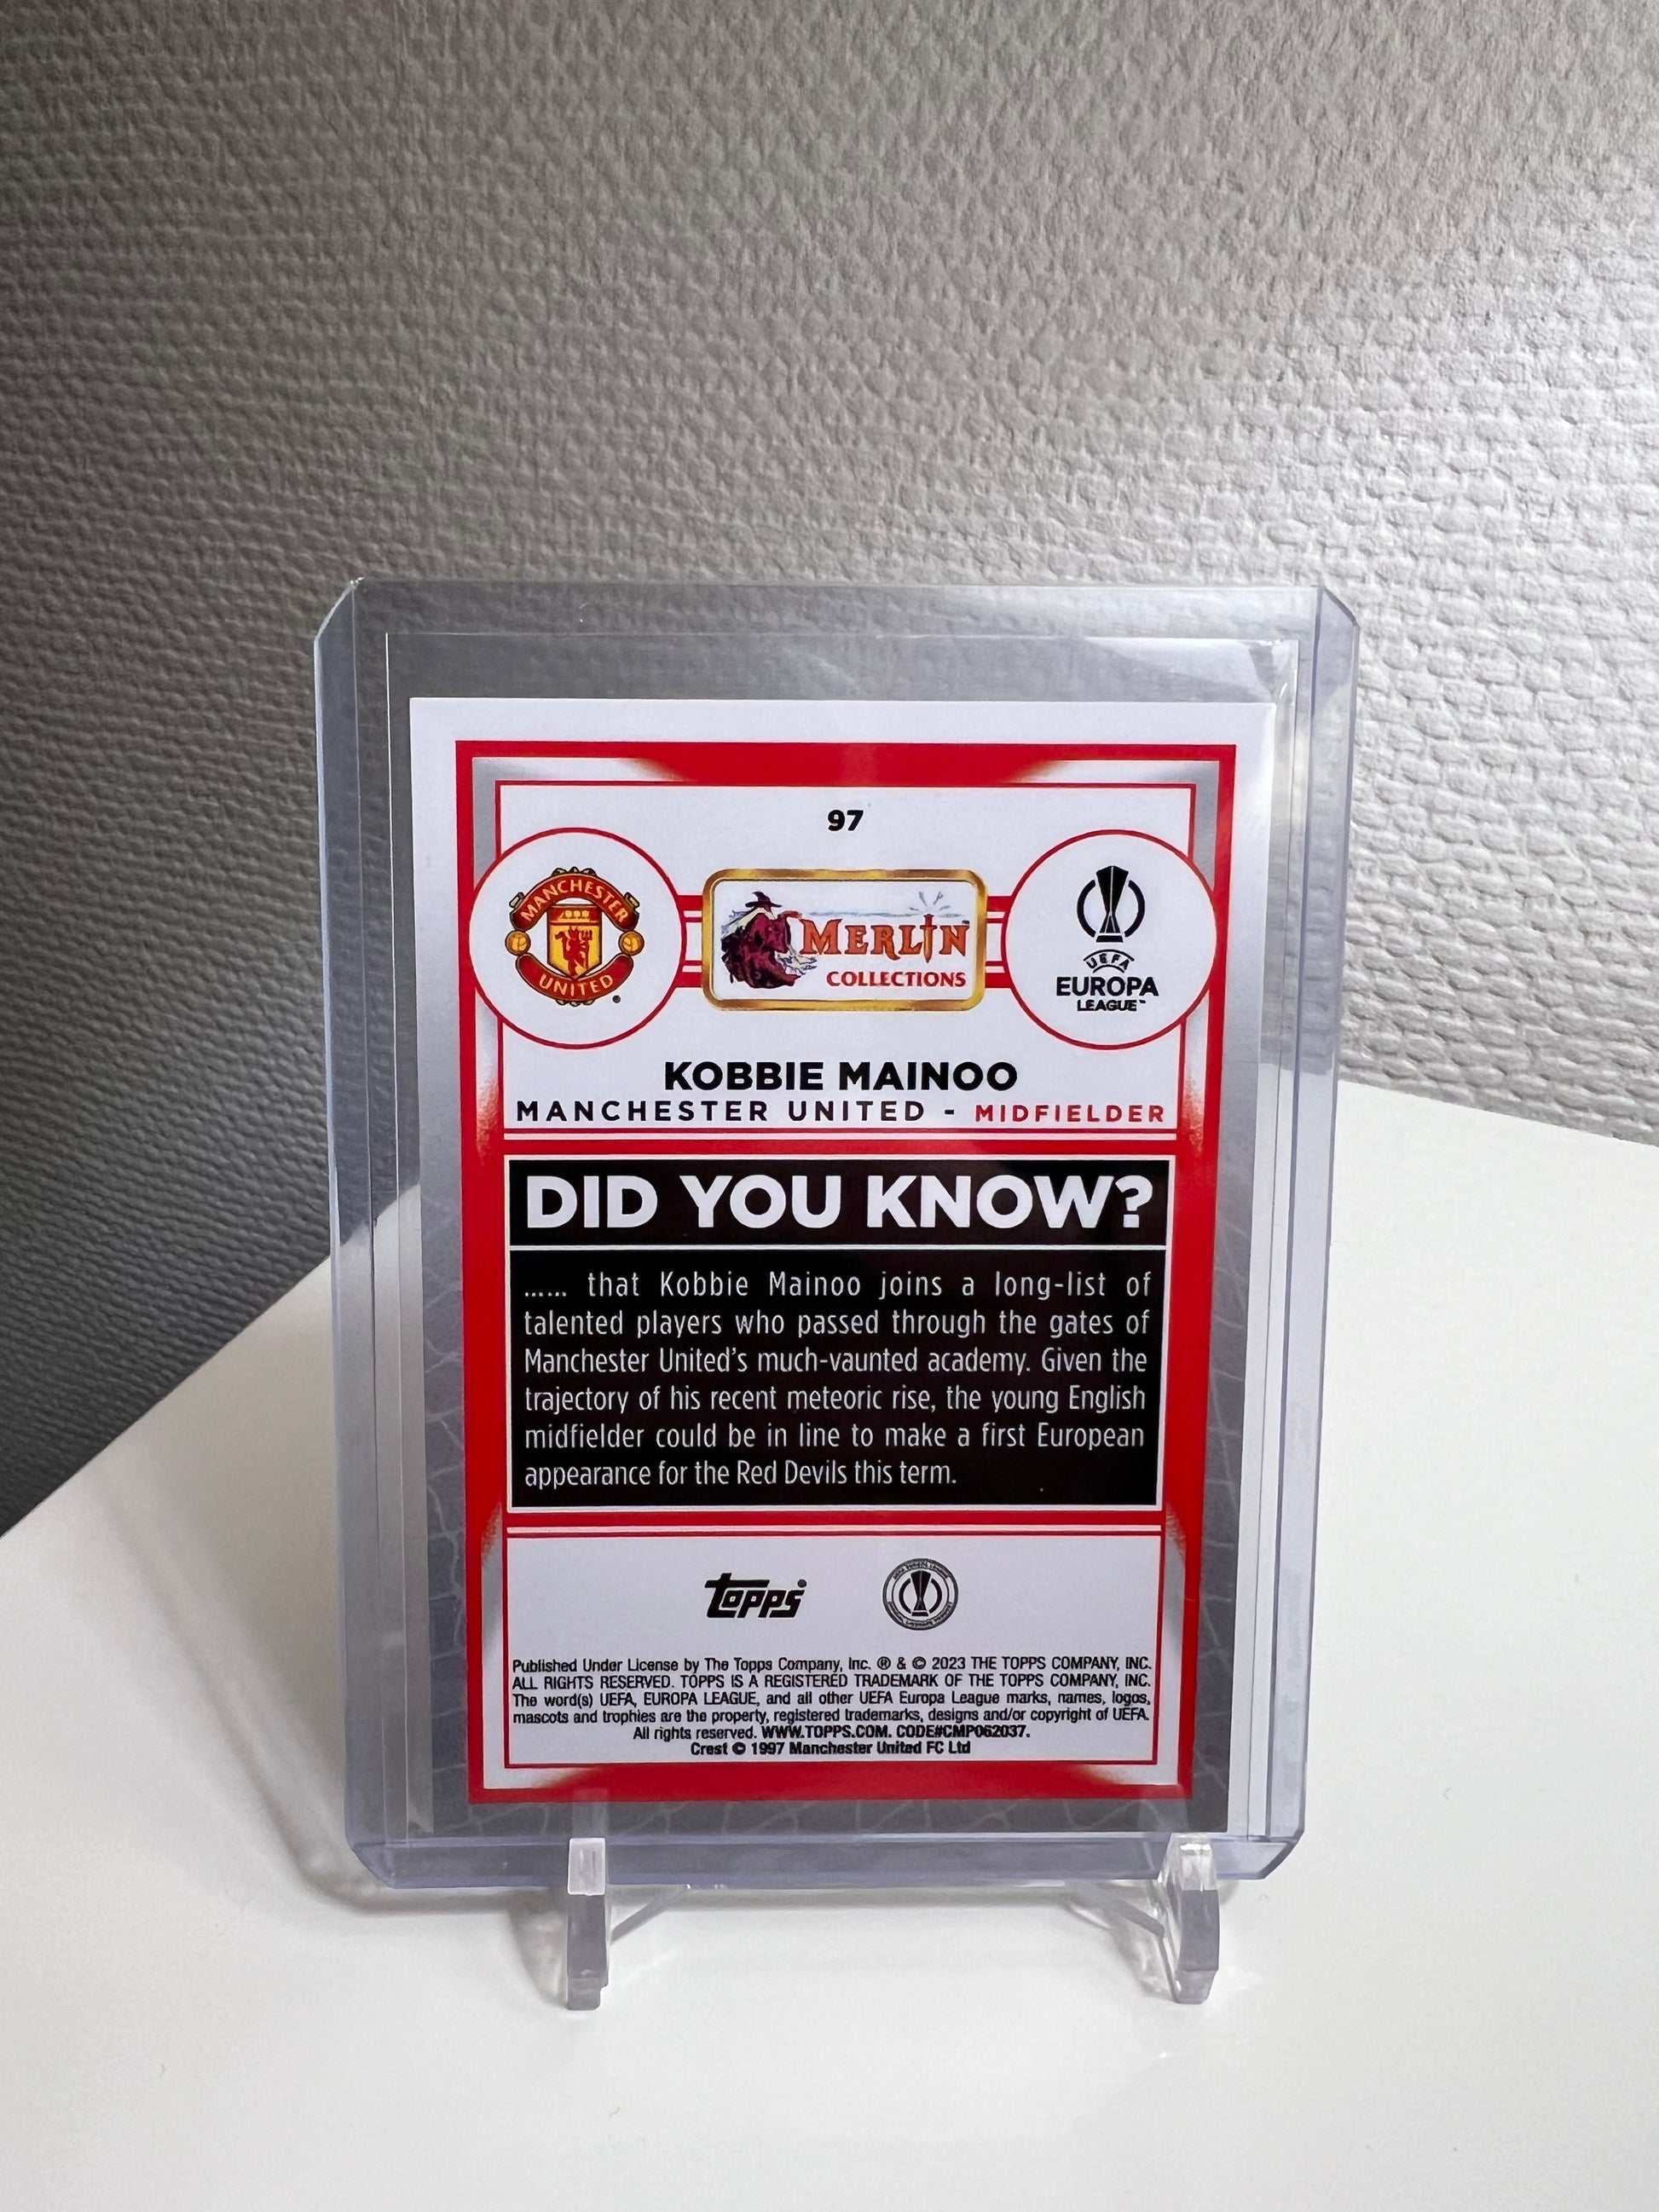 97
MANCHESTER
UNITED
MERLIN
COLLECTIONS
UEFA
EUROPA
LEAGUE™
KOBBIE MAINOO
MANCHESTER UNITED - MIDFIELDER
DID YOU KNOW?
...... that Kobbie Mainoo joins a long-list of
talented players who passed through the gates of
Manchester United's much-vaunted academy. Given the
trajectory of his recent meteoric rise, the young English
midfielder could be in line to make a first European
appearance for the Red Devils this term.
topps®
Published Under License by The Topps Company, Inc. ® & © 2023 THE TOPPS COMPANY, INC.
ALL RIGHTS RESERVED. TOPPS IS A REGISTERED TRADEMARK OF THE TOPPS COMPANY, INC.
The word(s) UEFA, EUROPA LEAGUE, and all other UEFA Europa League marks, names, logos,
mascots and trophies are the property, registered trademarks, designs and/or copyright of UEFA.
All rights reserved. WWW.TOPPS.COM. CODE#CMP062037.
Crest © 1997 Manchester United FC Ltd